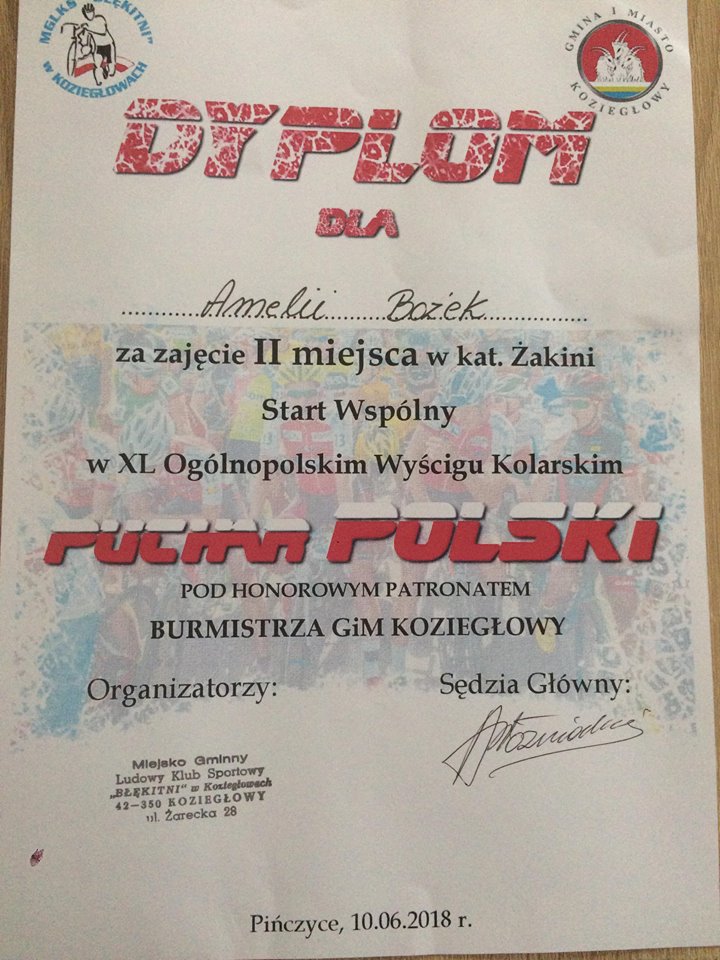 MGLKS "BŁĘKITNI"
w KOZIEGŁOWACH
GMINA I MIASTO
KOZIEGŁOWY
DYPLOM
DLA
Amelii Bożek
za zajęcie II miejsca w kat. Żakini
Start Wspólny
w XL Ogólnopolskim Wyścigu Kolarskim
PUCHAR POLSKI
POD HONOROWYM PATRONATEM
BURMISTRZA GiM KOZIEGŁOWY
Organizatorzy:
Sędzia Główny:
Miejsko Gminny
Ludowy Klub Sportowy
„BŁĘKITNI" w Koziegłowach
42-350 KOZIEGŁOWY
ul. Żarecka 28
Pińczyce, 10.06.2018 r.